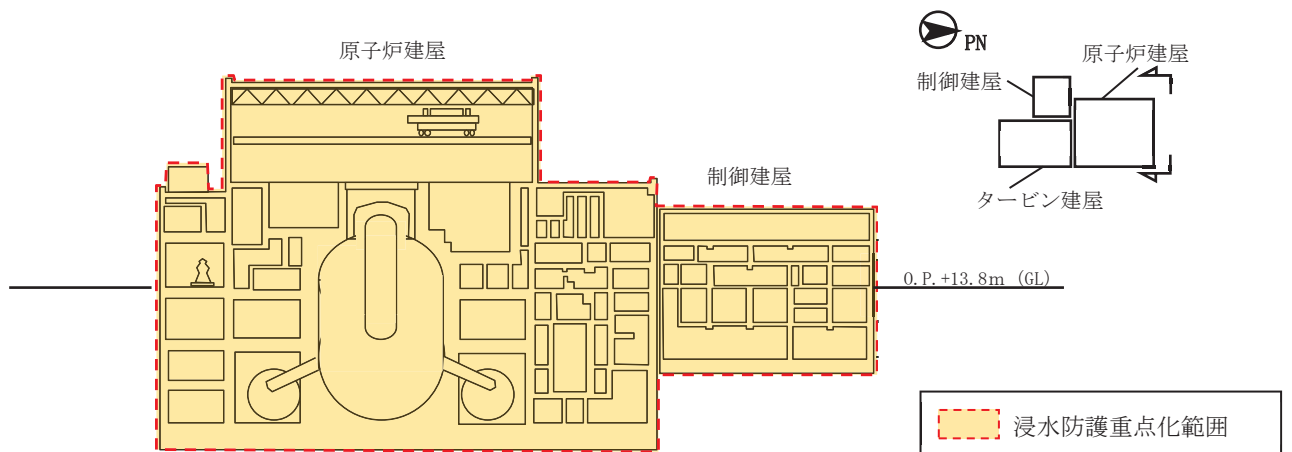 原子炉建屋
PN
原子炉建屋
制御建屋
タービン建屋
制御建屋
O.P.+13.8m (GL)
浸水防護重点化範囲